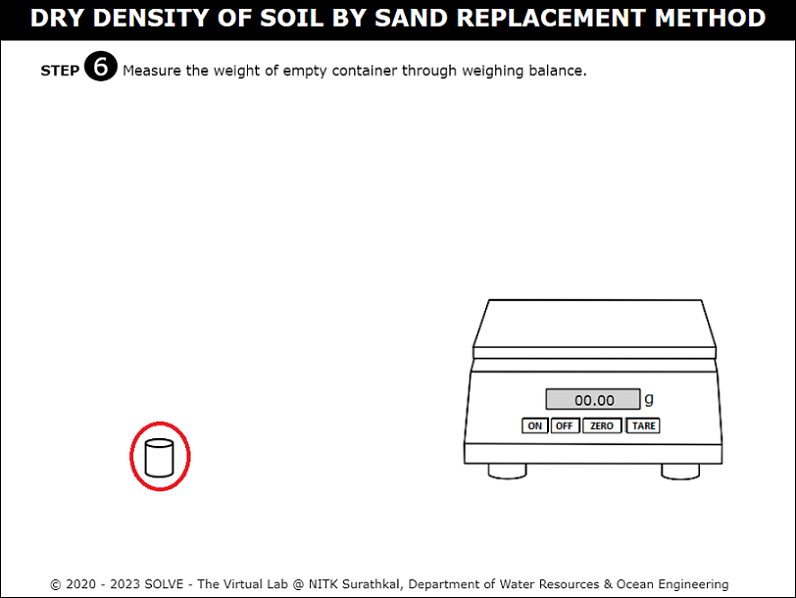 DRY DENSITY OF SOIL BY SAND REPLACEMENT METHOD
STEP 6 Measure the weight of empty container through weighing balance.
00.00 g
ON OFF ZERO TARE
© 2020 - 2023 SOLVE - The Virtual Lab @ NITK Surathkal, Department of Water Resources & Ocean Engineering